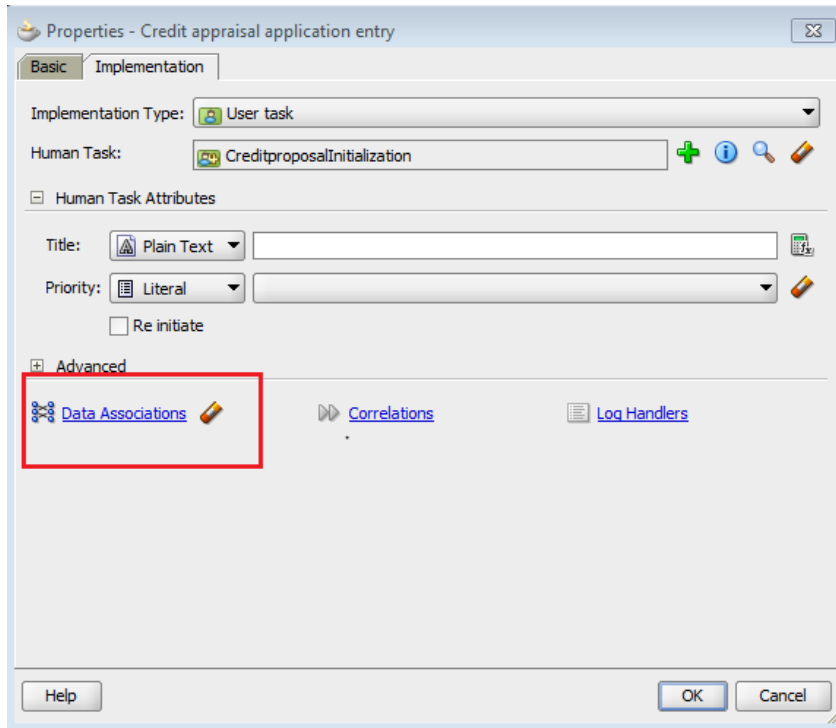 Properties - Credit appraisal application entry
Basic Implementation
Implementation Type: User task
Human Task: CreditproposalInitialization
Human Task Attributes
Title: Plain Text
Priority: Literal
Re initiate
Advanced
Data Associations Correlations Log Handlers
Help OK Cancel